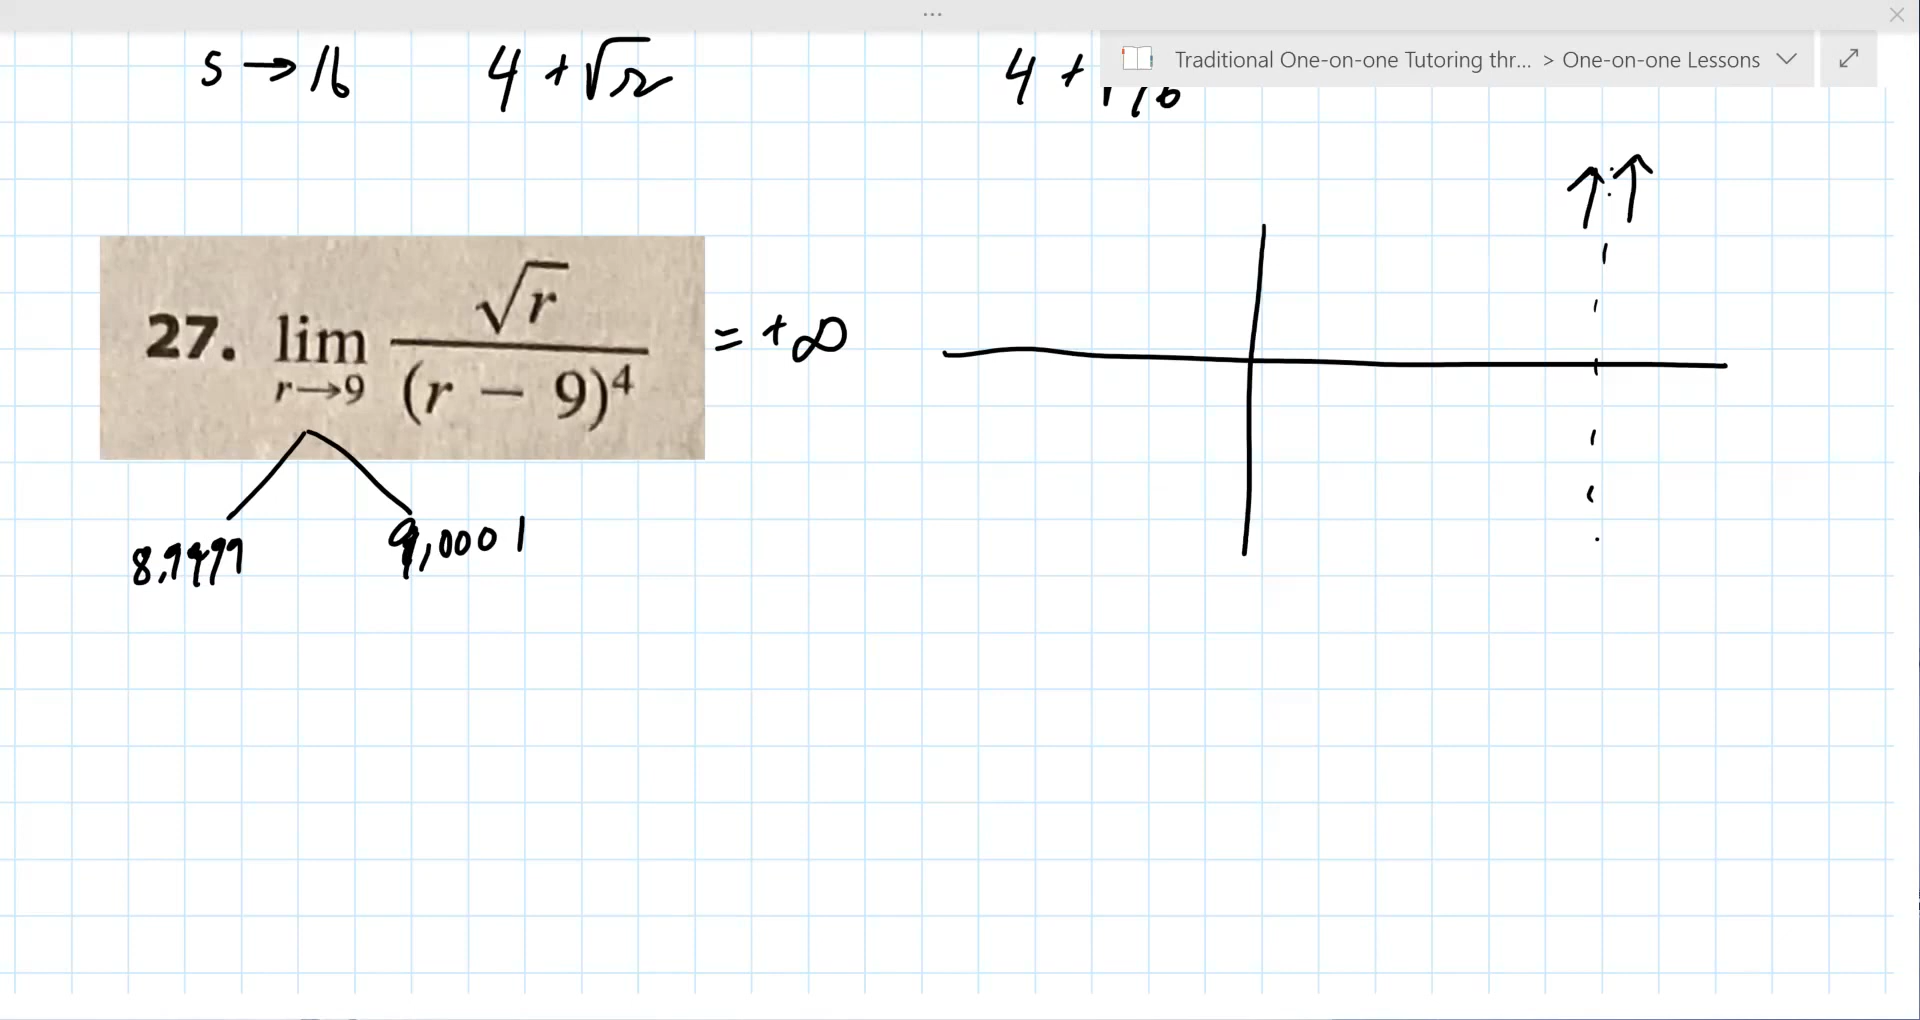 ...
Traditional One-on-one Tutoring thr... > One-on-one Lessons
s → 16 4 + √r 4 +
27. lim √r / (r − 9)⁴ = +∞
r→9
8.9999 9.0001